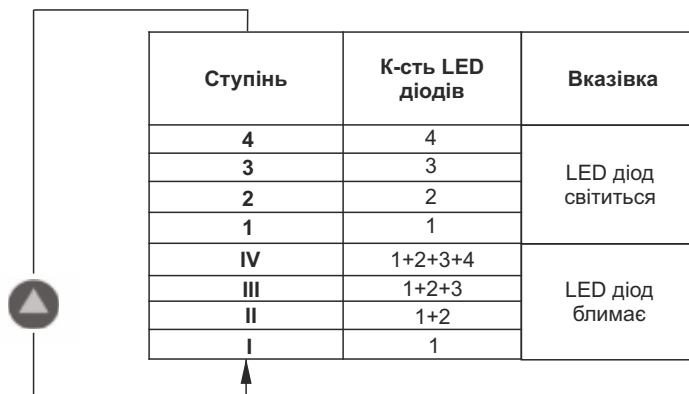 Ступінь К-сть LED діодів Вказівка
4 4 LED діод світиться
3 3
2 2
1 1
IV 1+2+3+4 LED діод блимає
III 1+2+3
II 1+2
I 1